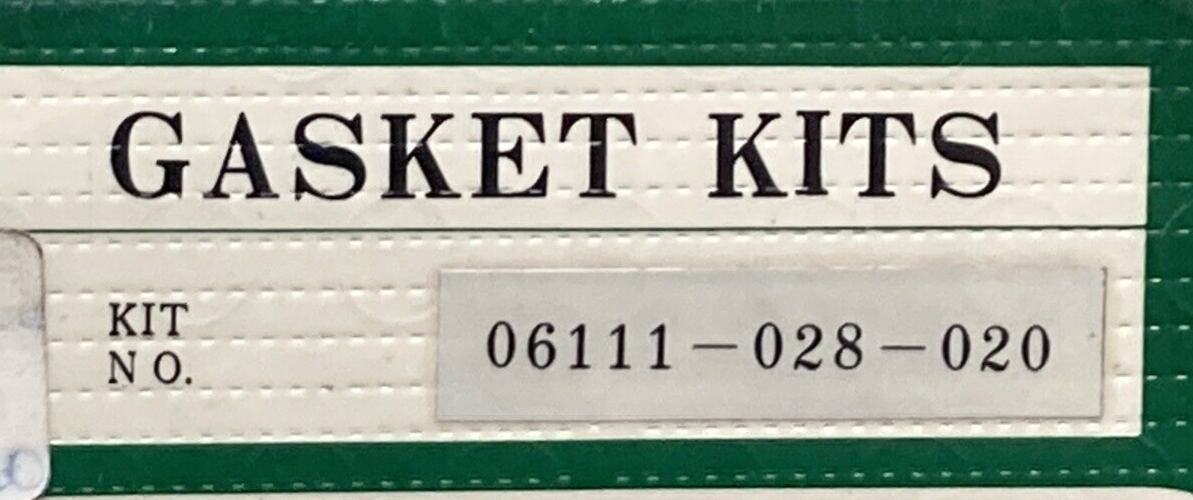 GASKET KITS
KIT
NO.
06111-028-020